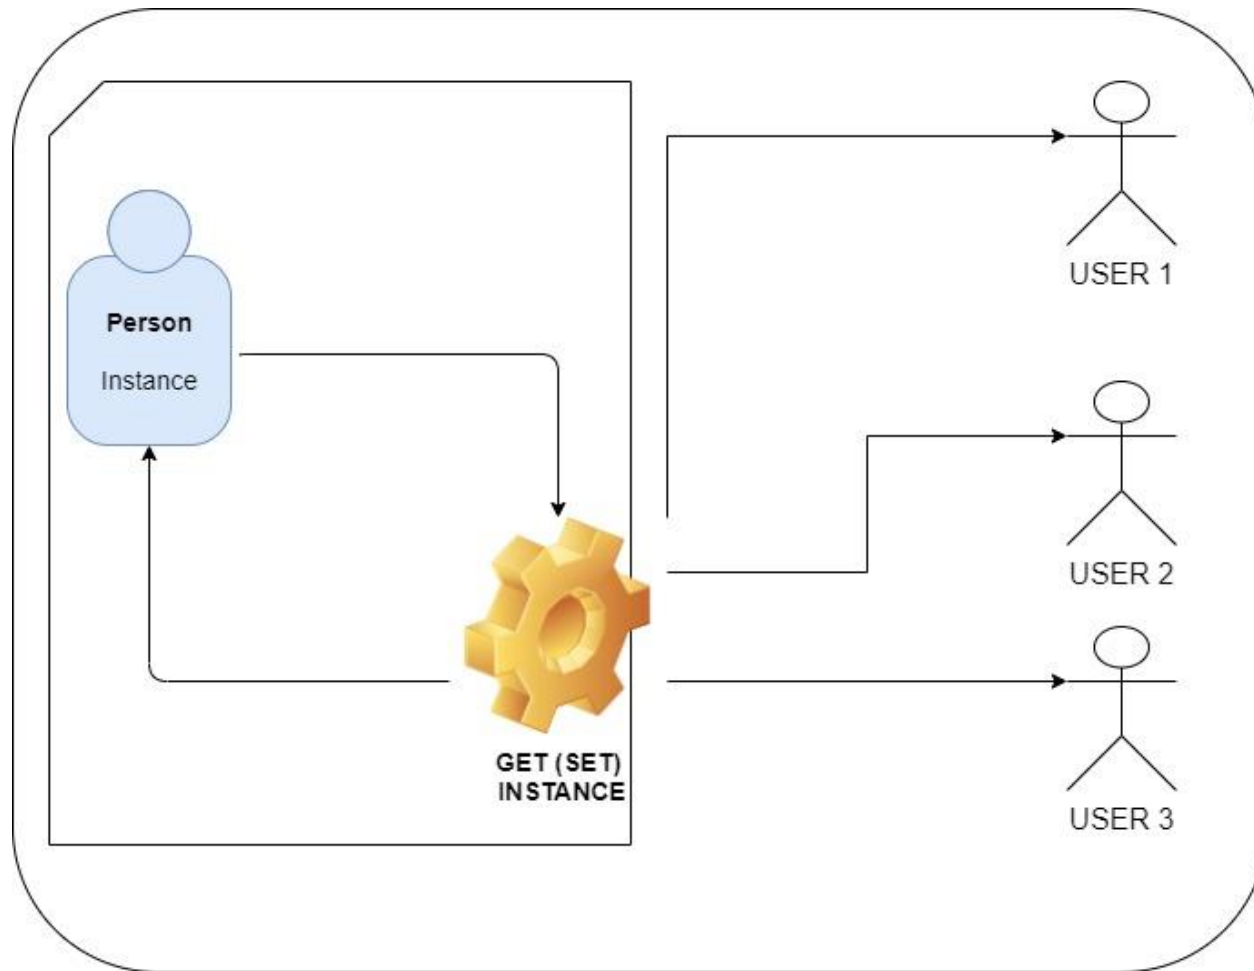 Person
Instance
GET (SET)
INSTANCE
USER 1
USER 2
USER 3